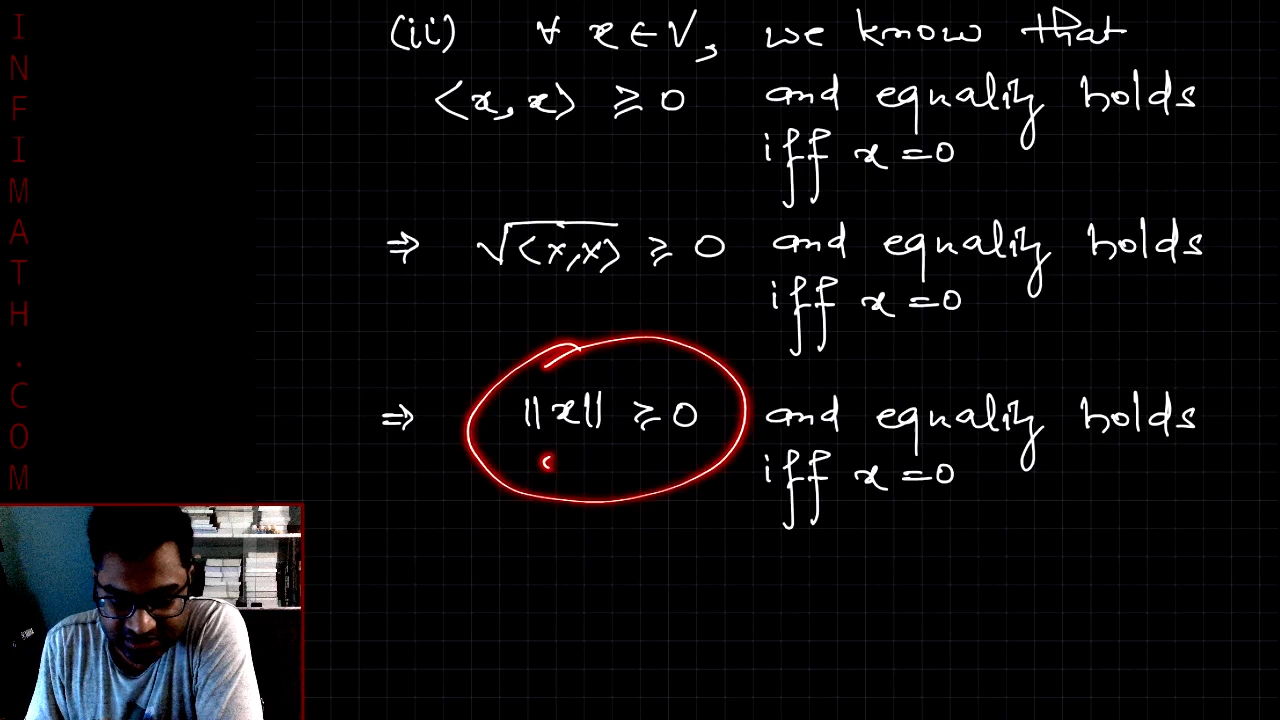 INFIMATH.COM
(ii) ∀ x ∈ V, we know that
⟨x, x⟩ ⩾ 0 and equality holds
iff x = 0
⇒ √⟨x,x⟩ ⩾ 0 and equality holds
iff x = 0
⇒ ||x|| ⩾ 0 and equality holds
iff x = 0